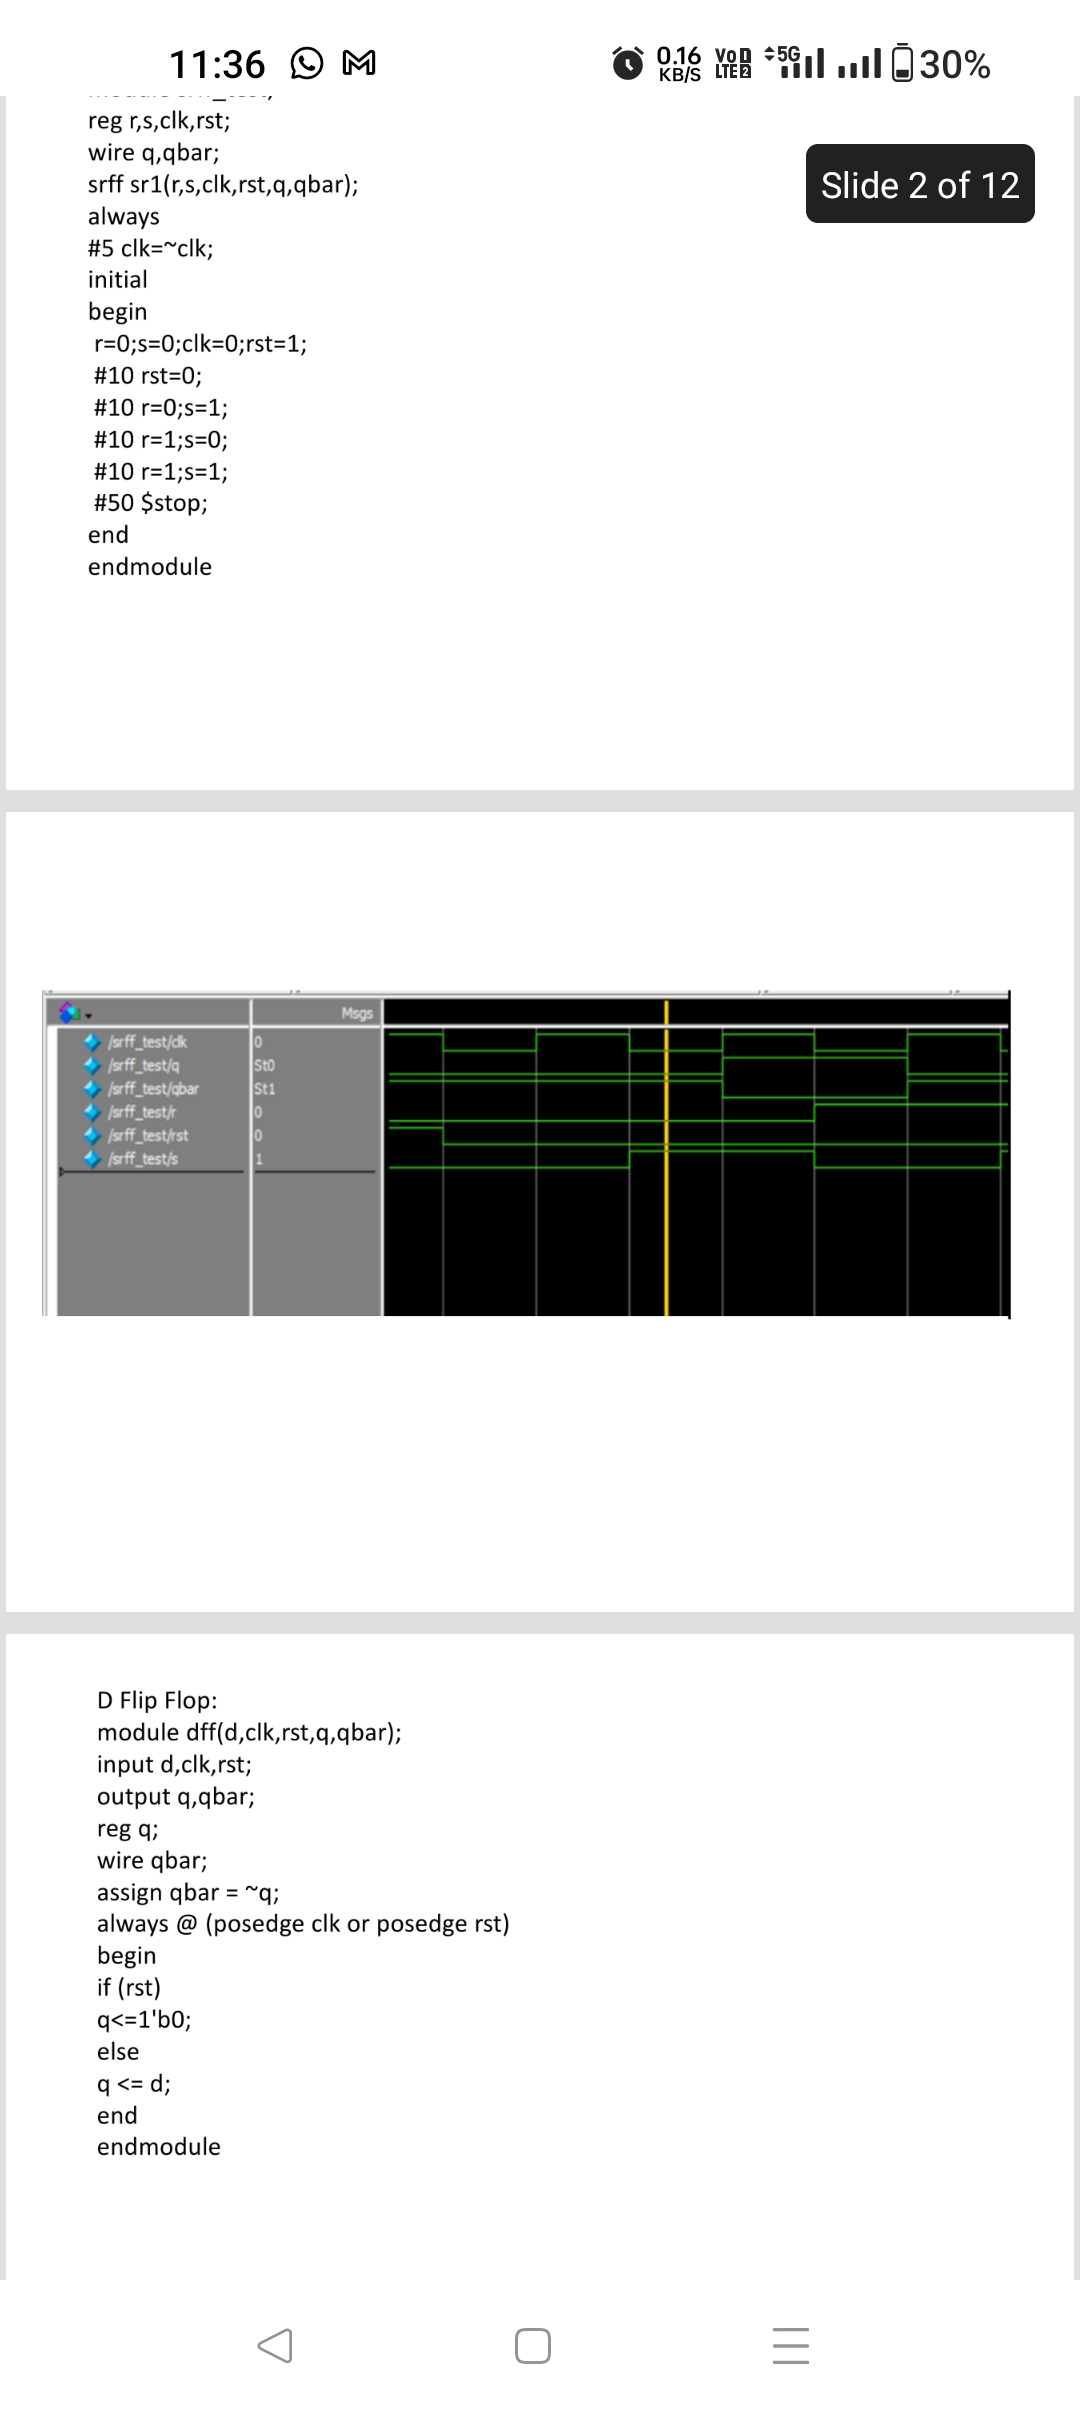 11:36
0.16 KB/S
VoD 1 LTE 2
5G
30%
reg r,s,clk,rst;
wire q,qbar;
Slide 2 of 12
srff sr1(r,s,clk,rst,q,qbar);
always
#5 clk=~clk;
initial
begin
r=0;s=0;clk=0;rst=1;
#10 rst=0;
#10 r=0;s=1;
#10 r=1;s=0;
#10 r=1;s=1;
#50 $stop;
end
endmodule
Msgs
/srff_test/clk 0
/srff_test/q St0
/srff_test/qbar St1
/srff_test/r 0
/srff_test/rst 0
/srff_test/s 1
D Flip Flop:
module dff(d,clk,rst,q,qbar);
input d,clk,rst;
output q,qbar;
reg q;
wire qbar;
assign qbar = ~q;
always @ (posedge clk or posedge rst)
begin
if (rst)
q<=1'b0;
else
q <= d;
end
endmodule